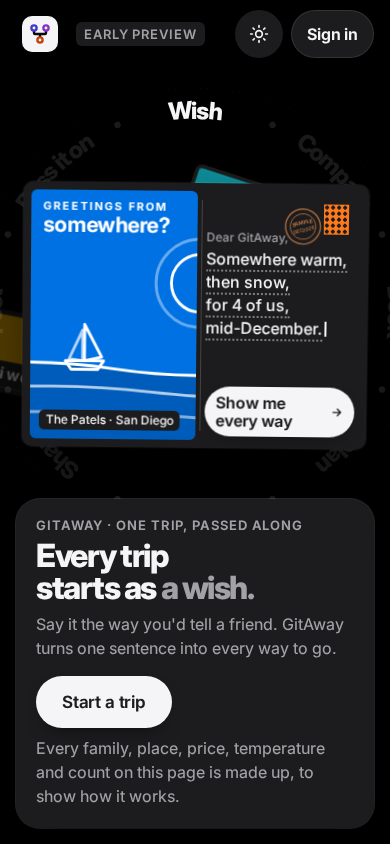 EARLY PREVIEW
Sign in
Wish
Pass it on
GREETINGS FROM
somewhere?
Dear GitAway,
Somewhere warm,
then snow,
for 4 of us,
mid-December.
The Patels · San Diego
Show me
every way
GITAWAY · ONE TRIP, PASSED ALONG
Every trip
starts as a wish.
Say it the way you'd tell a friend. GitAway
turns one sentence into every way to go.
Start a trip
Every family, place, price, temperature
and count on this page is made up, to
show how it works.